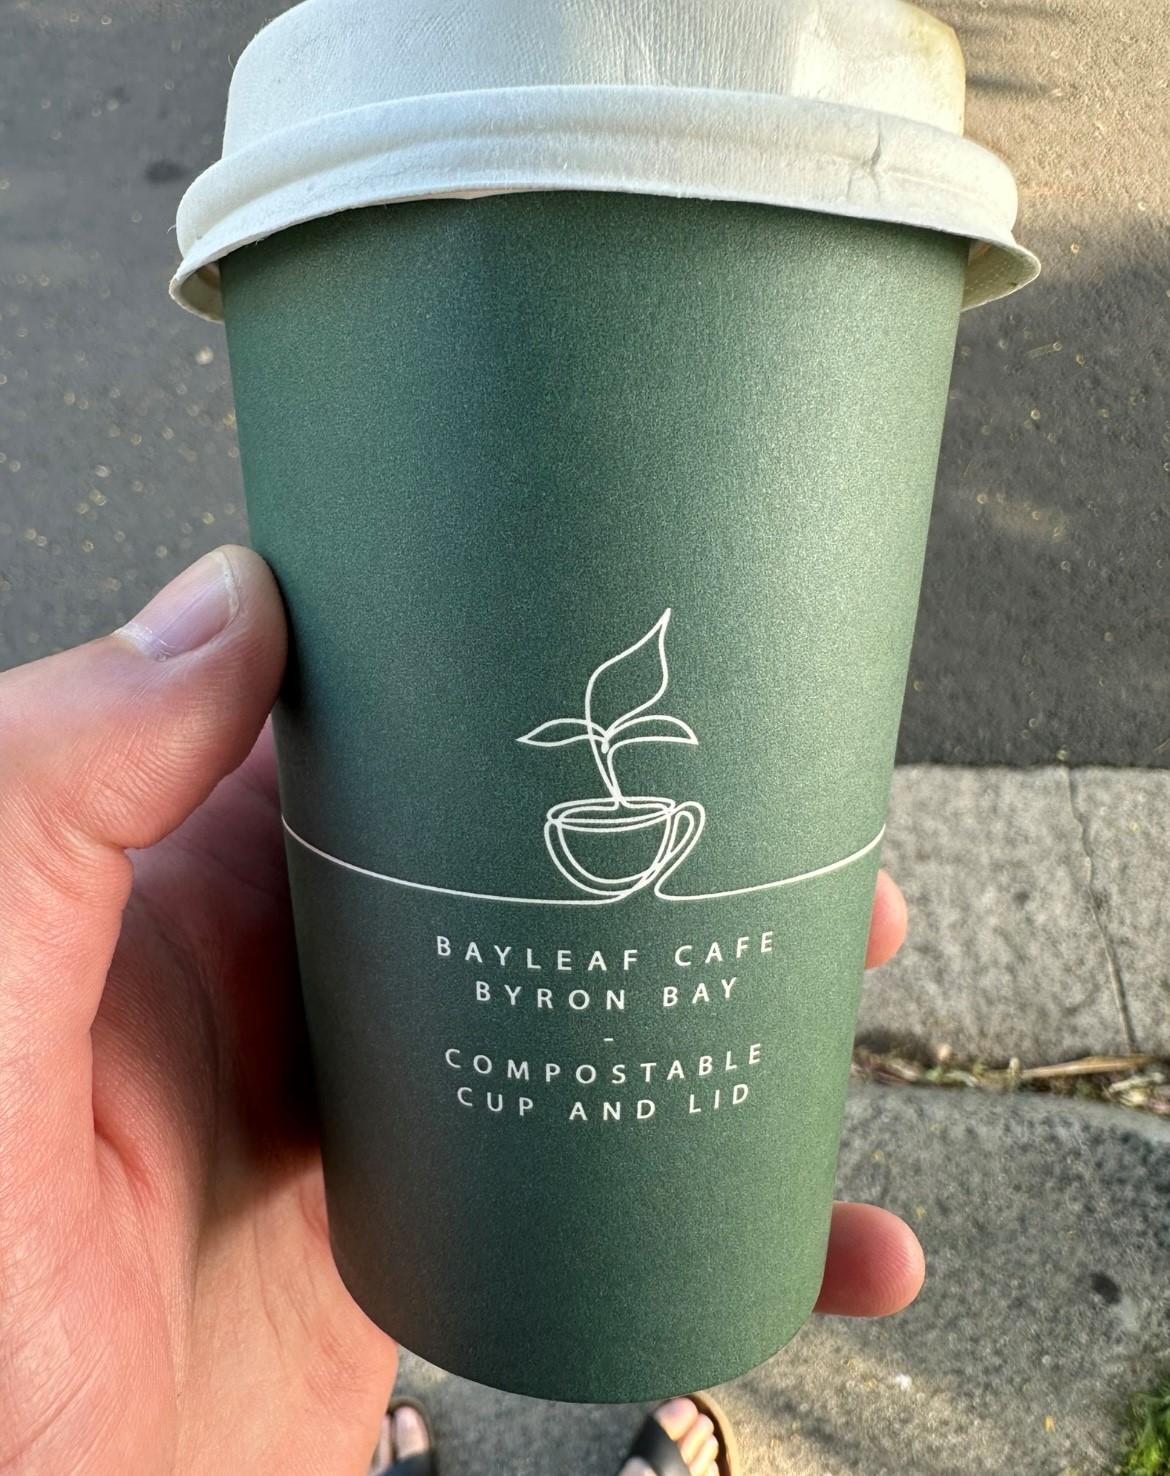 BAYLEAF CAFE
BYRON BAY
-
COMPOSTABLE
CUP AND LID